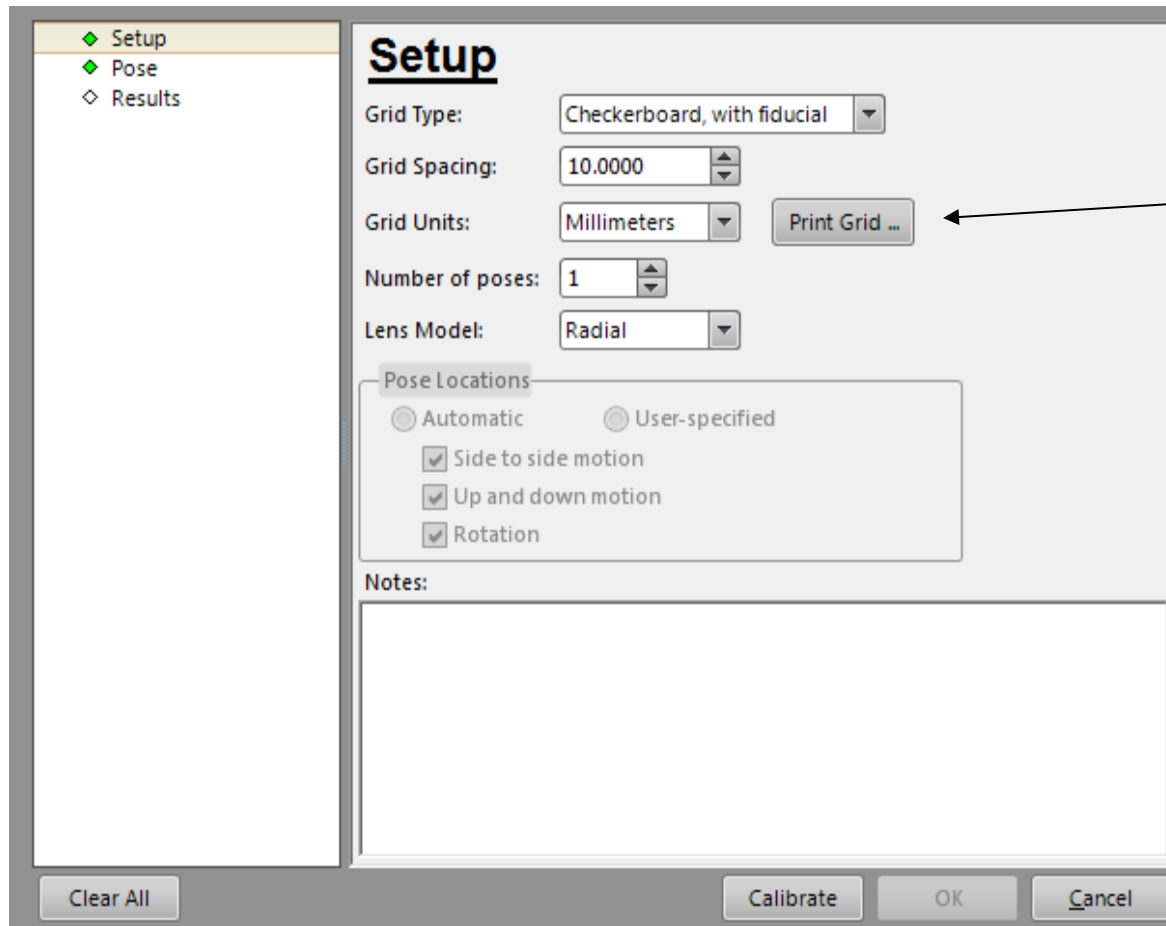 Setup
Pose
Results
Setup
Grid Type: Checkerboard, with fiducial
Grid Spacing: 10.0000
Grid Units: Millimeters Print Grid ...
Number of poses: 1
Lens Model: Radial
Pose Locations
Automatic User-specified
Side to side motion
Up and down motion
Rotation
Notes:
Clear All Calibrate OK Cancel